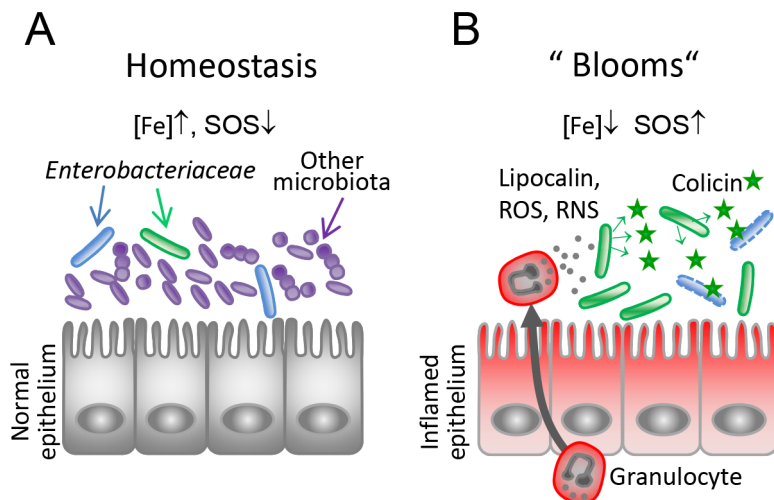 A
Homeostasis
[Fe]↑, SOS↓
Enterobacteriaceae
Other
microbiota
Normal
epithelium
B
“ Blooms“
[Fe]↓ SOS↑
Lipocalin,
ROS, RNS
Colicin
Inflamed
epithelium
Granulocyte